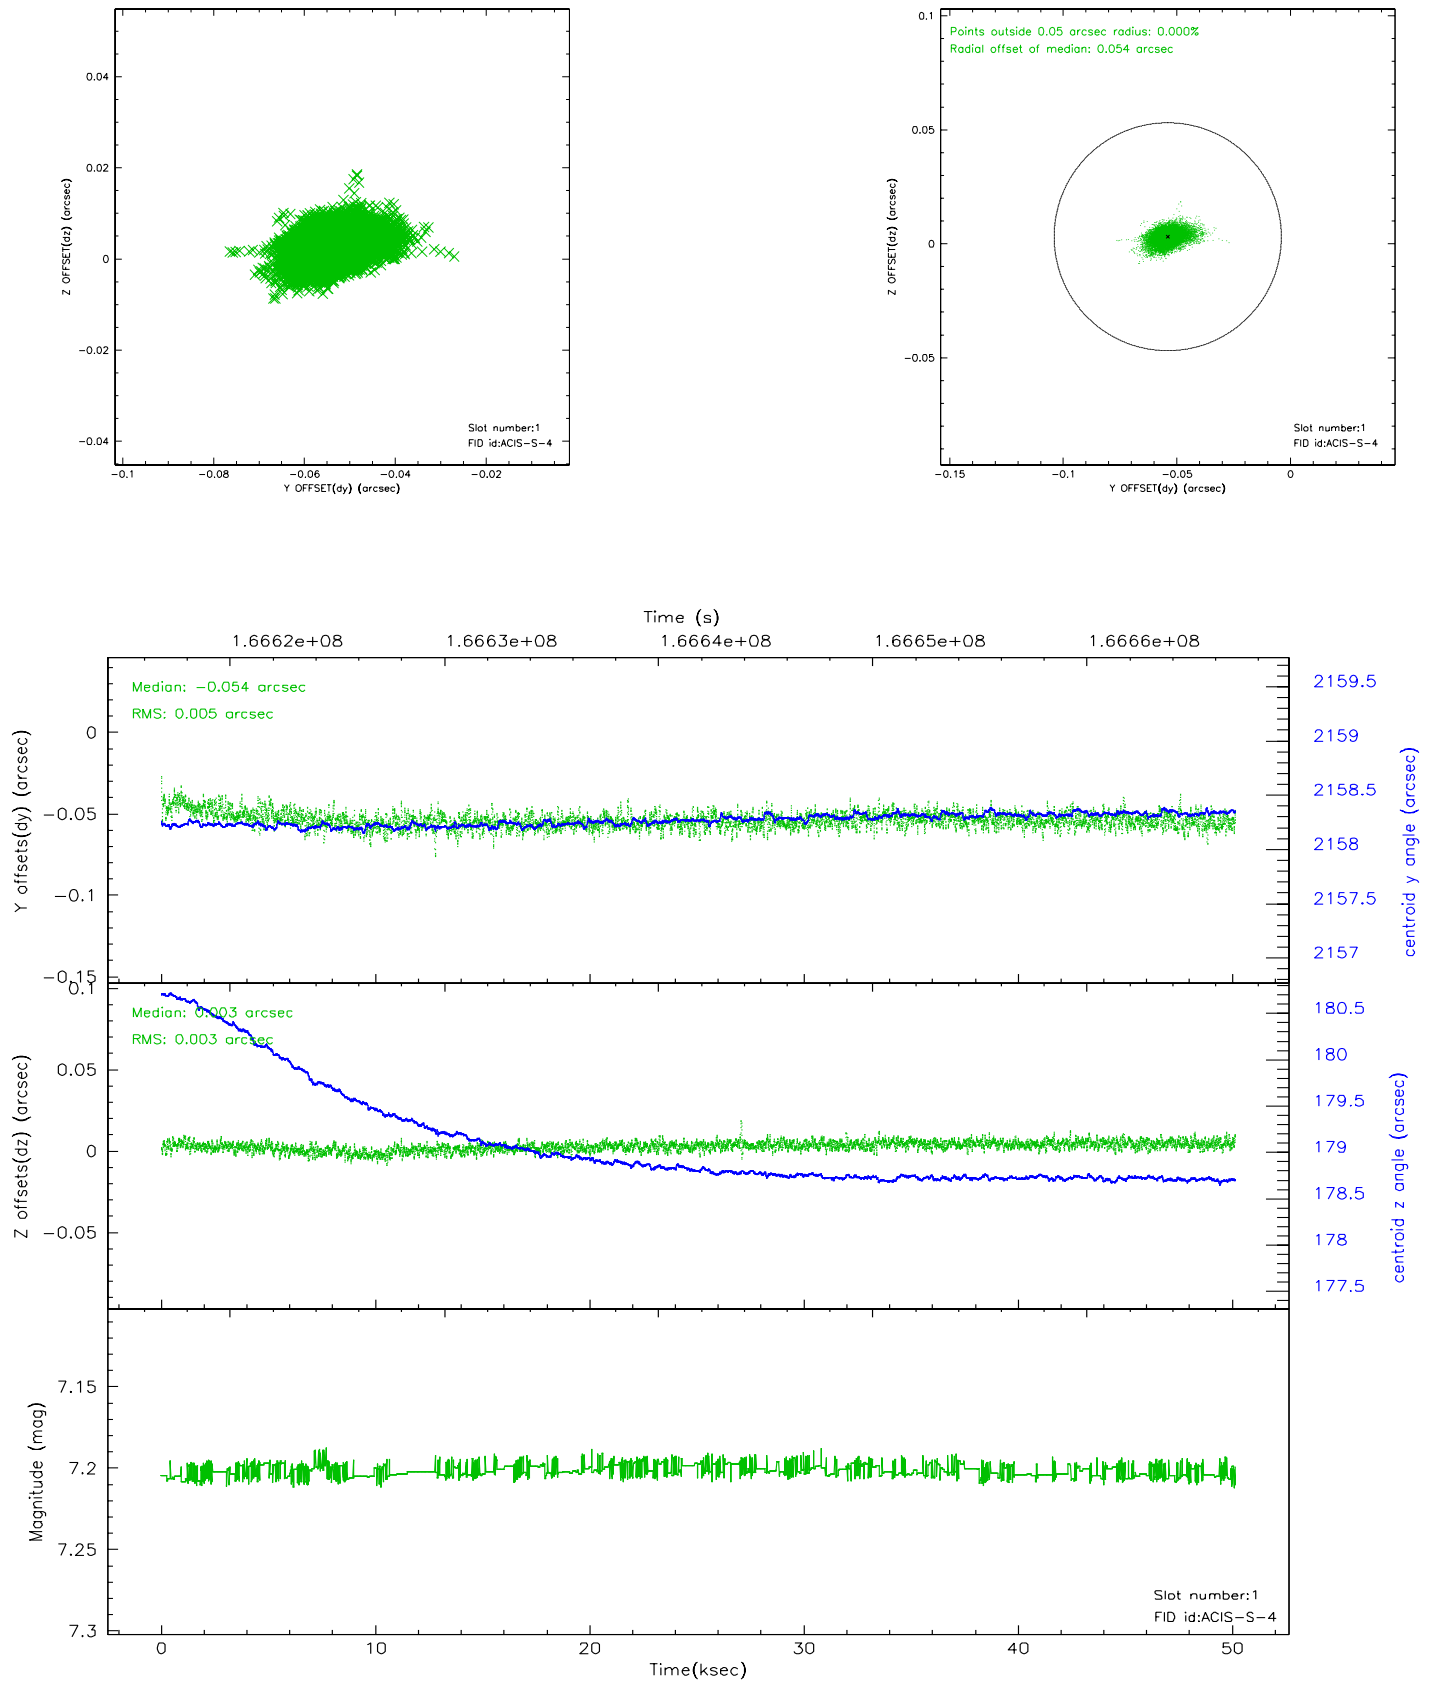 0.04
0.02
0
-0.02
-0.04
Z OFFSET(dz) (arcsec)
Slot number:1
FID id:ACIS-S-4
-0.1 -0.08 -0.06 -0.04 -0.02
Y OFFSET(dy) (arcsec)
Points outside 0.05 arcsec radius: 0.000%
Radial offset of median: 0.054 arcsec
0.1
0.05
0
-0.05
Z OFFSET(dz) (arcsec)
Slot number:1
FID id:ACIS-S-4
-0.15 -0.1 -0.05 0
Y OFFSET(dy) (arcsec)
Time (s)
1.6662e+08 1.6663e+08 1.6664e+08 1.6665e+08 1.6666e+08
Median: -0.054 arcsec
RMS: 0.005 arcsec
0
-0.05
-0.1
-0.15
Y offsets(dy) (arcsec)
2159.5
2159
2158.5
2158
2157.5
2157
centroid y angle (arcsec)
Median: 0.003 arcsec
RMS: 0.003 arcsec
0.1
0.05
0
-0.05
Z offsets(dz) (arcsec)
180.5
180
179.5
179
178.5
178
177.5
centroid z angle (arcsec)
7.15
7.2
7.25
7.3
Magnitude (mag)
Slot number:1
FID id:ACIS-S-4
0 10 20 30 40 50
Time(ksec)